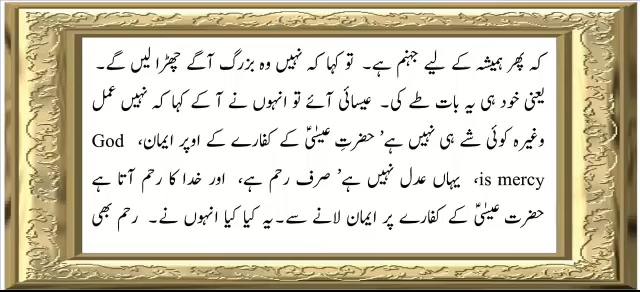 کہ پھر ہمیشہ کے لیے جہنم ہے۔ تو کہا کہ نہیں وہ بزرگ آگے چھڑا لیں گے۔
یعنی خود ہی یہ بات طے کی۔ عیسائی آئے تو انہوں نے آ کے کہا کہ نہیں عمل
وغیرہ کوئی شے ہی نہیں ہے’ حضرتِ عیسیٰؑ کے کفارے کے اوپر ایمان، God
is mercy، یہاں عدل نہیں ہے’ صرف رحم ہے، اور خدا کا رحم آتا ہے
حضرت عیسیٰؑ کے کفارے پر ایمان لانے سے۔ یہ کیا کیا انہوں نے۔ رحم بھی